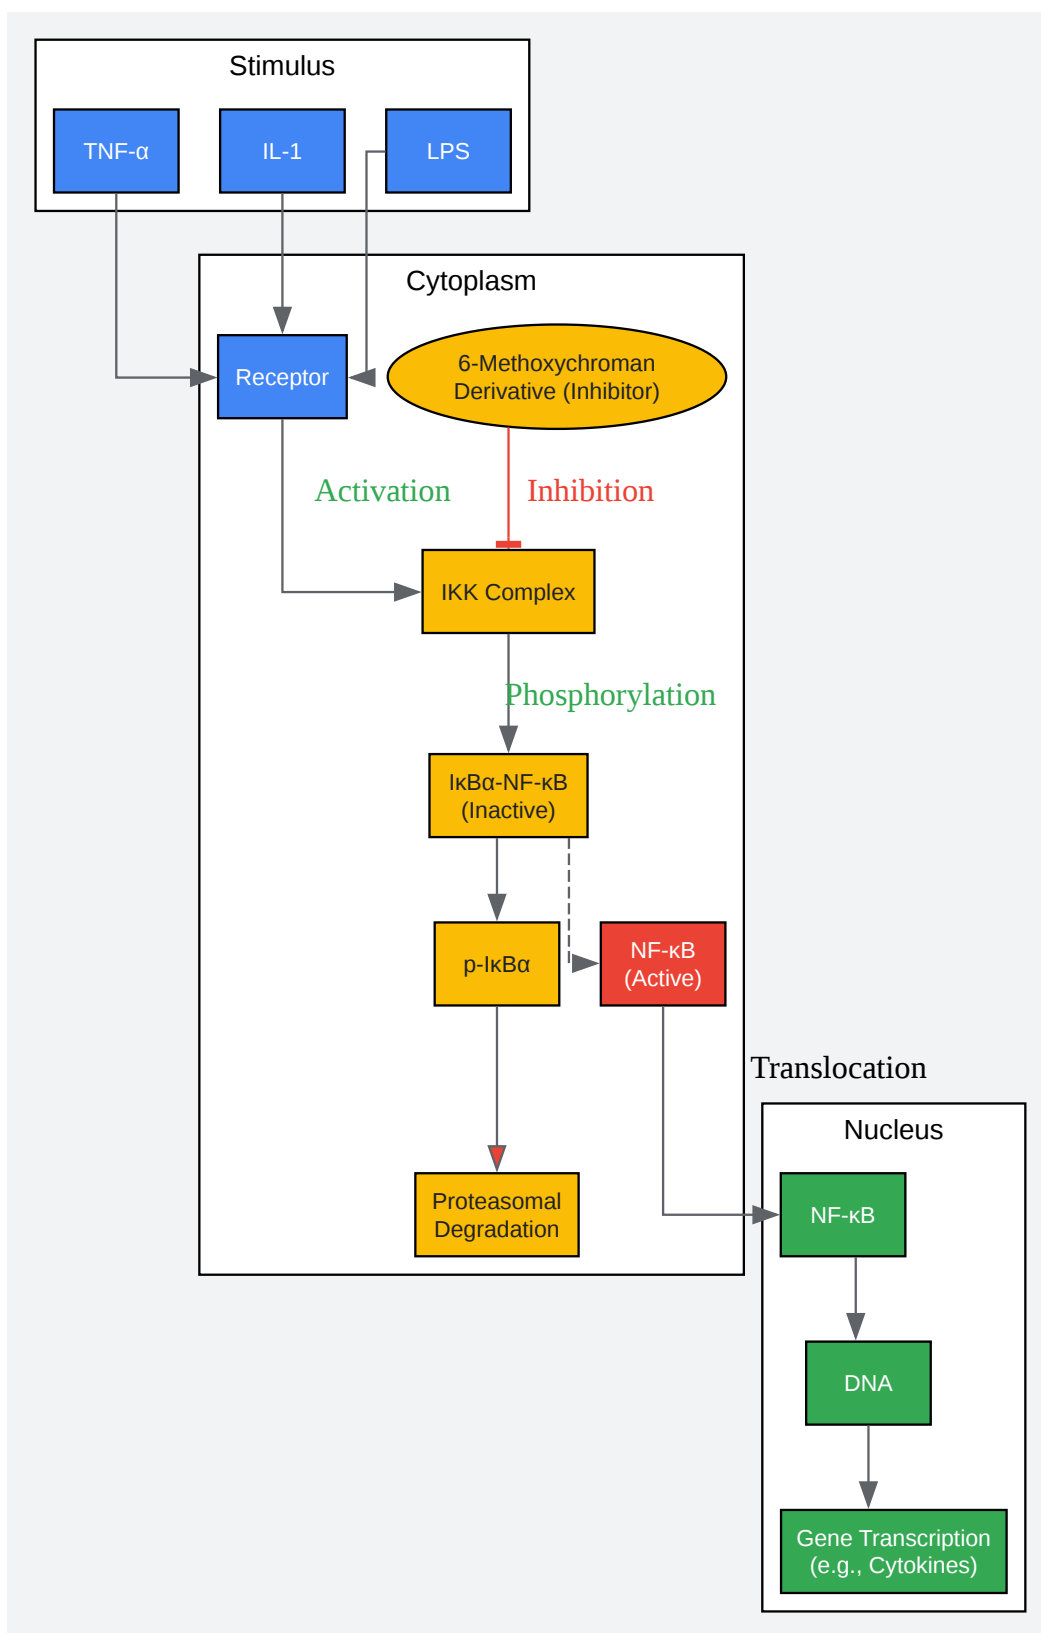 Stimulus
TNF-α
IL-1
LPS
Cytoplasm
Receptor
6-Methoxychroman
Derivative (Inhibitor)
Activation
Inhibition
IKK Complex
Phosphorylation
IκBα-NF-κB
(Inactive)
p-IκBα
NF-κB
(Active)
Translocation
Nucleus
Proteasomal
Degradation
NF-κB
DNA
Gene Transcription
(e.g., Cytokines)